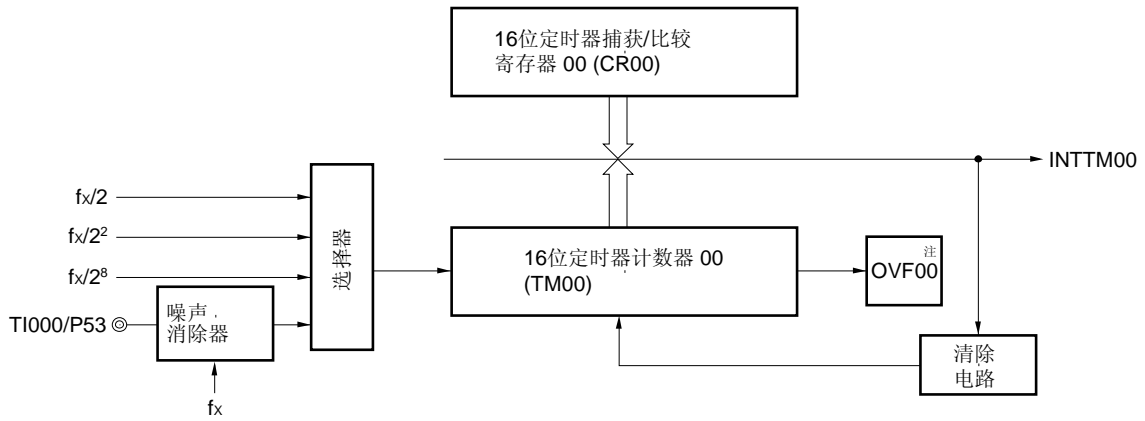 16位定时器捕获/比较
寄存器 00 (CR00)
INTTM00
fx/2
fx/2²
fx/2⁸
TI000/P53
噪声
消除器
fx
选择器
16位定时器计数器 00
(TM00)
注
OVF00
清除
电路